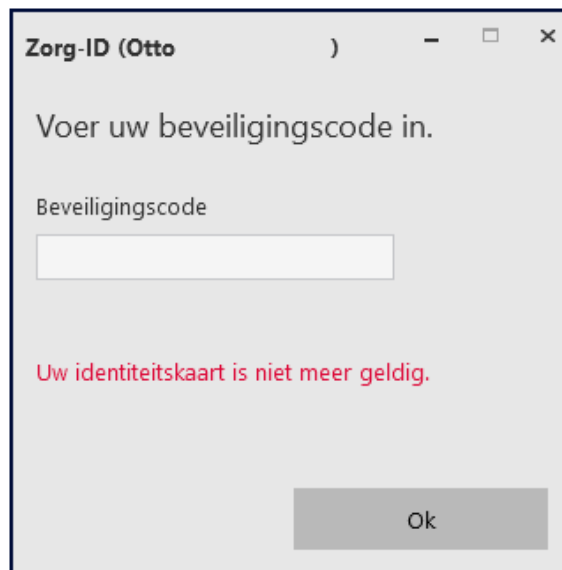 Zorg-ID (Otto )
Voer uw beveiligingscode in.
Beveiligingscode
Uw identiteitskaart is niet meer geldig.
Ok